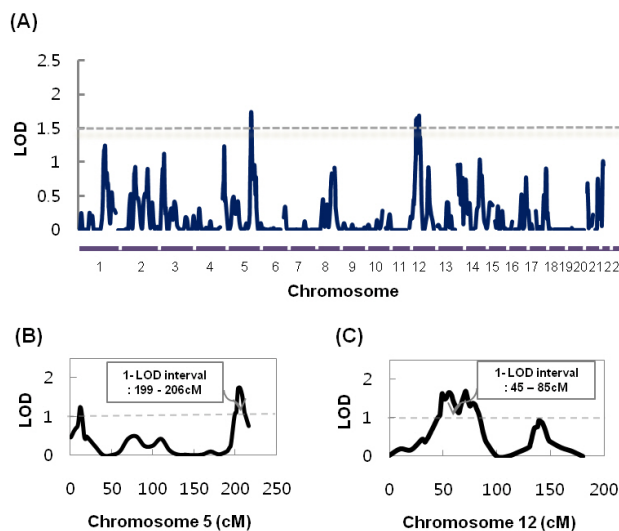 (A)
2.5
2
1.5
1
0.5
0
LOD
1 2 3 4 5 6 7 8 9 10 11 12 13 14 15 16 17 18 19 20 21 22
Chromosome
(B)
1- LOD interval
: 199 - 206cM
2
1
0
LOD
0 50 100 150 200 250
Chromosome 5 (cM)
(C)
1- LOD interval
: 45 – 85cM
2
1
0
LOD
0 50 100 150 200
Chromosome 12 (cM)